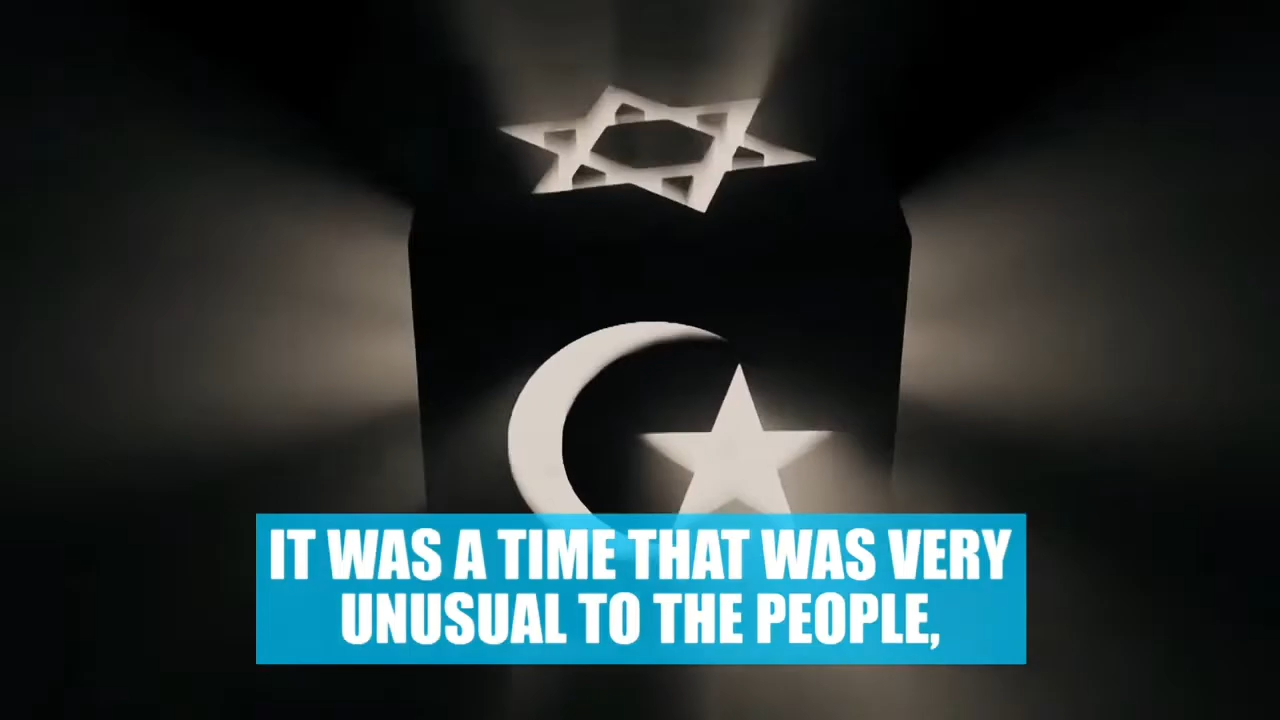 IT WAS A TIME THAT WAS VERY
UNUSUAL TO THE PEOPLE,